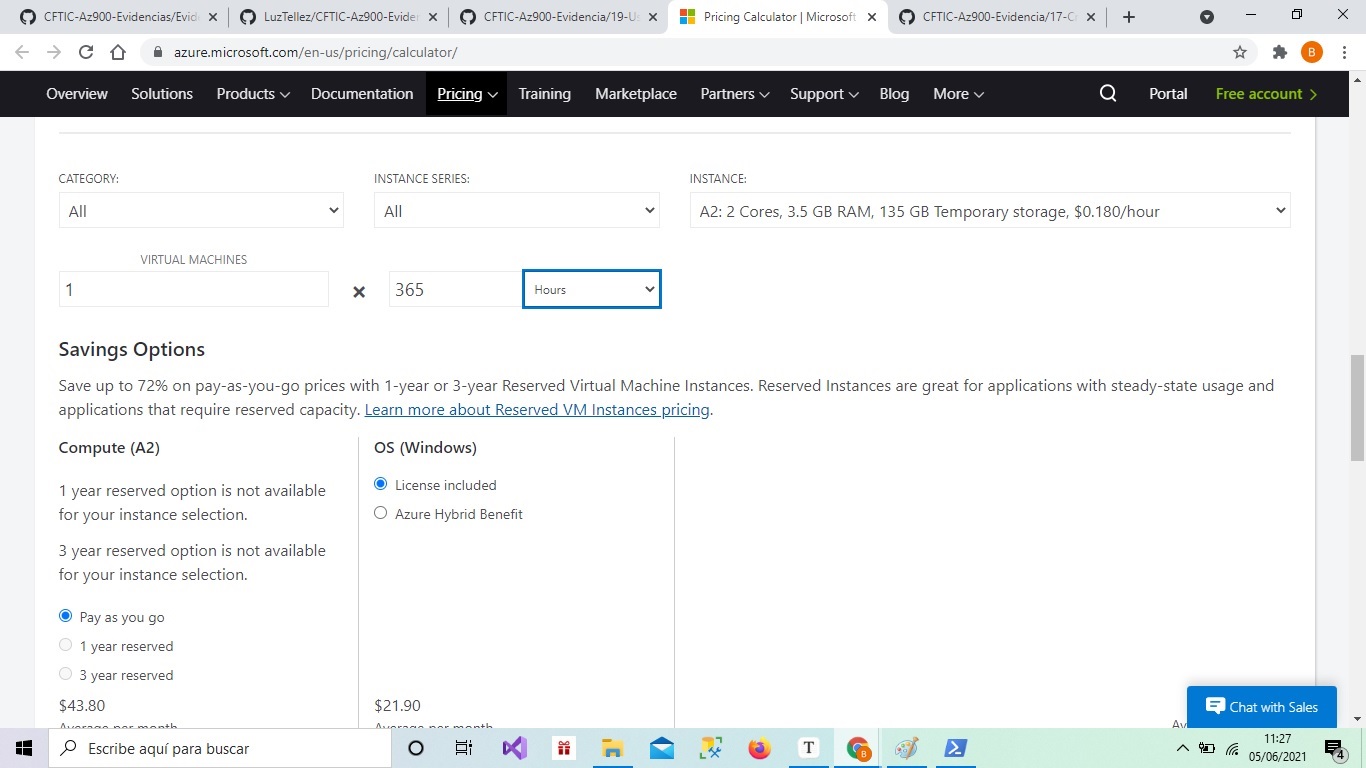 CFTIC-Az900-Evidencias/Evide
LuzTellez/CFTIC-Az900-Eviden
CFTIC-Az900-Evidencia/19-U
Pricing Calculator | Microsoft
CFTIC-Az900-Evidencia/17-C
azure.microsoft.com/en-us/pricing/calculator/
B
Overview Solutions Products Documentation Pricing Training Marketplace Partners Support Blog More Portal Free account
CATEGORY: INSTANCE SERIES: INSTANCE:
All All A2: 2 Cores, 3.5 GB RAM, 135 GB Temporary storage, $0.180/hour
VIRTUAL MACHINES
1 × 365 Hours
Savings Options
Save up to 72% on pay-as-you-go prices with 1-year or 3-year Reserved Virtual Machine Instances. Reserved Instances are great for applications with steady-state usage and
applications that require reserved capacity. Learn more about Reserved VM Instances pricing.
Compute (A2)
1 year reserved option is not available
for your instance selection.
3 year reserved option is not available
for your instance selection.
Pay as you go
1 year reserved
3 year reserved
$43.80
Average per month
OS (Windows)
License included
Azure Hybrid Benefit
$21.90
Average per month
Av
Chat with Sales
Escribe aquí para buscar
T
B
11:27
05/06/2021
4